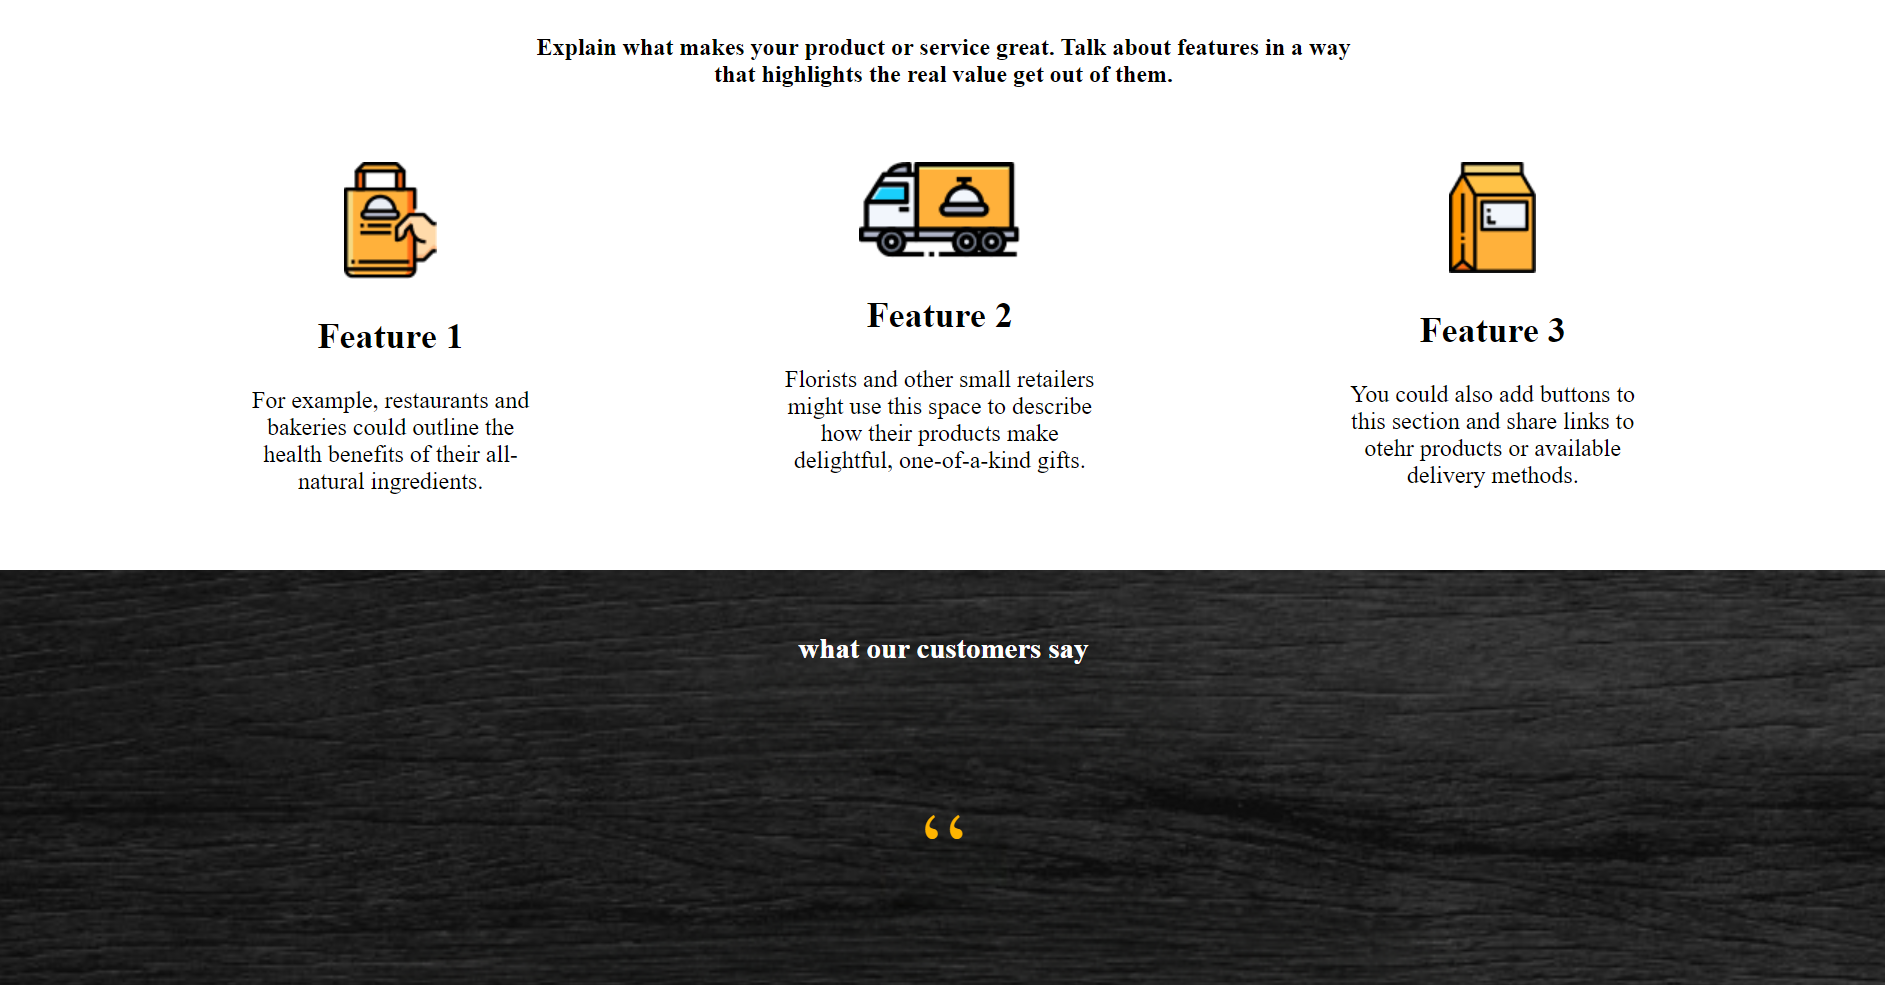 Explain what makes your product or service great. Talk about features in a way
that highlights the real value get out of them.
Feature 1
For example, restaurants and
bakeries could outline the
health benefits of their all-
natural ingredients.
Feature 2
Florists and other small retailers
might use this space to describe
how their products make
delightful, one-of-a-kind gifts.
Feature 3
You could also add buttons to
this section and share links to
otehr products or available
delivery methods.
what our customers say
“